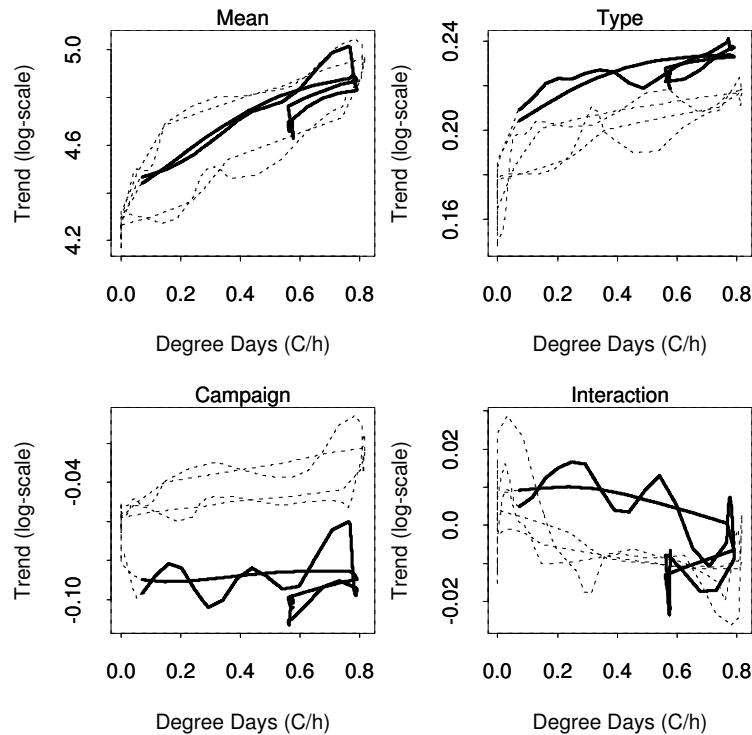 Mean
Trend (log-scale)
5.0
4.6
4.2
0.0 0.2 0.4 0.6 0.8
Degree Days (C/h)
Type
Trend (log-scale)
0.24
0.20
0.16
0.0 0.2 0.4 0.6 0.8
Degree Days (C/h)
Campaign
Trend (log-scale)
-0.04
-0.10
0.0 0.2 0.4 0.6 0.8
Degree Days (C/h)
Interaction
Trend (log-scale)
0.02
0.0
-0.02
0.0 0.2 0.4 0.6 0.8
Degree Days (C/h)